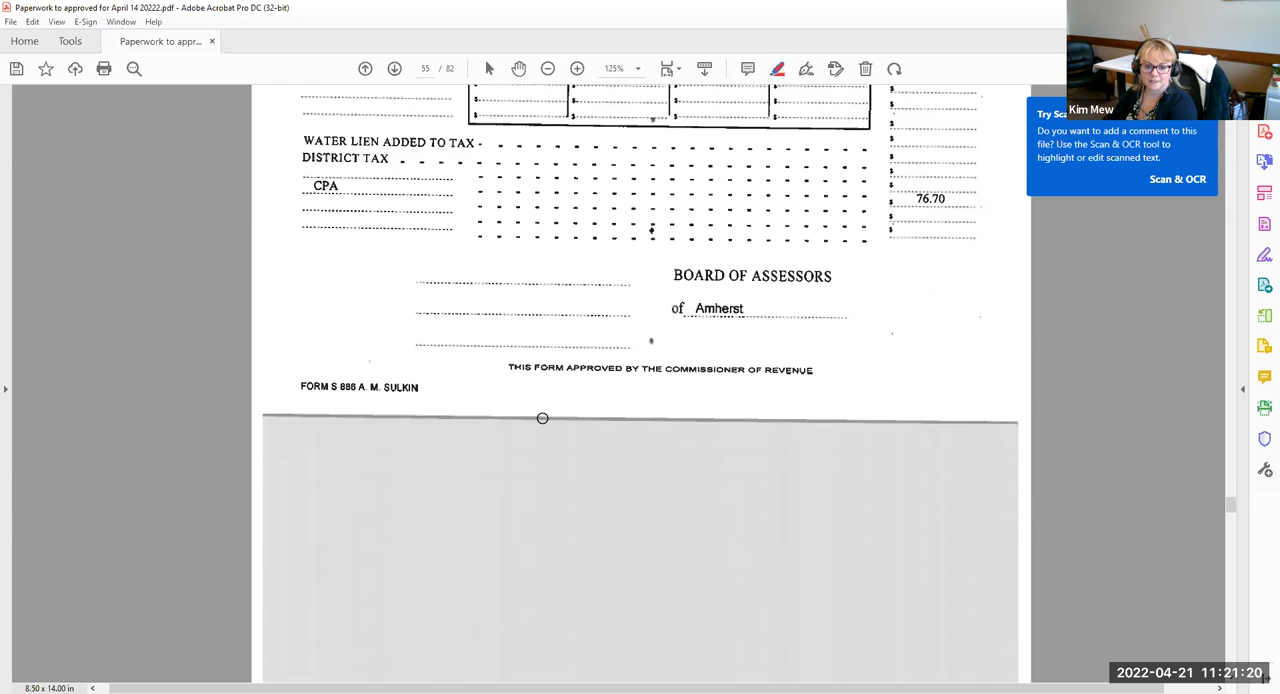 Paperwork to approved for April 14 20222.pdf - Adobe Acrobat Pro DC (32-bit)
File Edit View E-Sign Window Help
Home Tools Paperwork to appr... ×
55 / 82 125%
Kim Mew
Try Sca
Do you want to add a comment to this
file? Use the Scan & OCR tool to
highlight or edit scanned text.
Scan & OCR
$ $ $ $ $
$ $ $ $ $
WATER LIEN ADDED TO TAX -
DISTRICT TAX
CPA
$ 76.70
BOARD OF ASSESSORS
of Amherst
THIS FORM APPROVED BY THE COMMISSIONER OF REVENUE
FORM S 886 A. M. SULKIN
2022-04-21 11:21:20
8.50 x 14.00 in